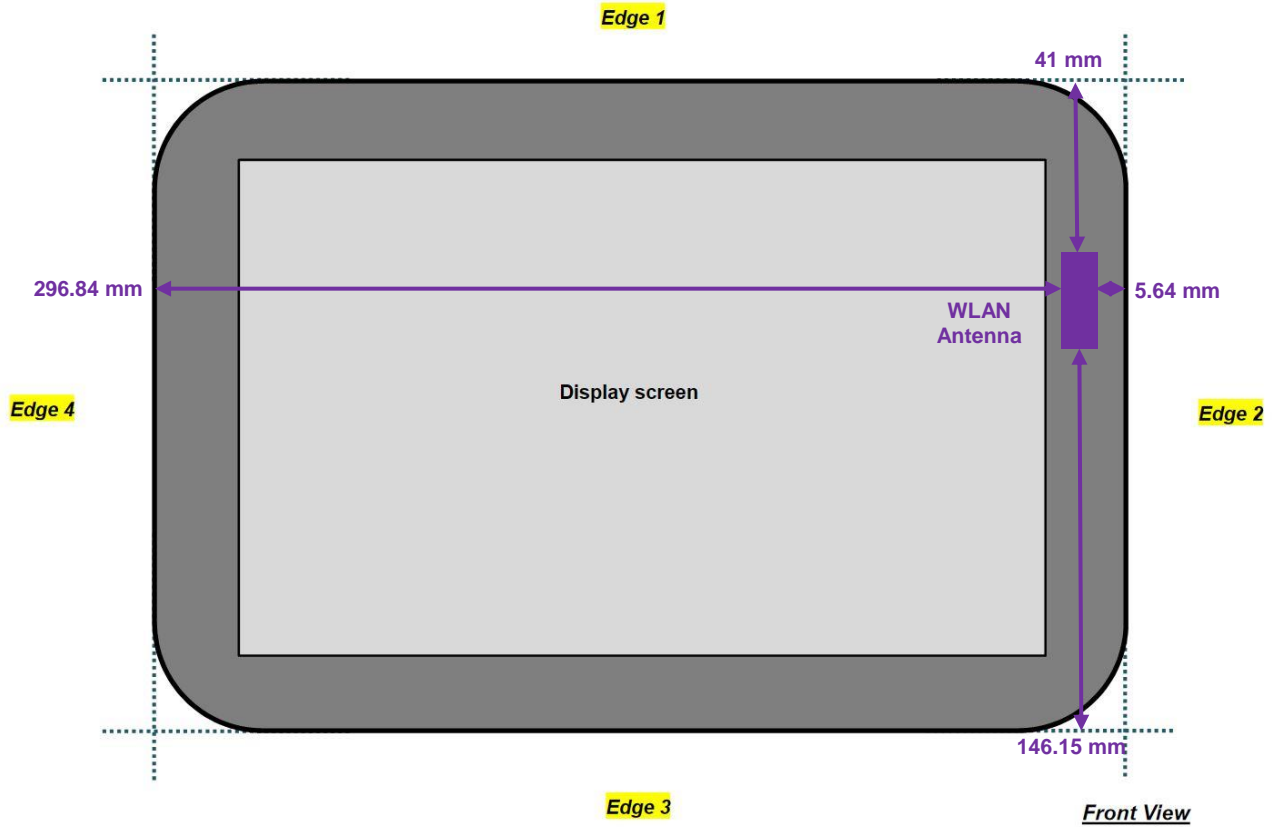 Edge 1
41 mm
296.84 mm
5.64 mm
WLAN
Antenna
Display screen
Edge 4
Edge 2
146.15 mm
Edge 3
Front View